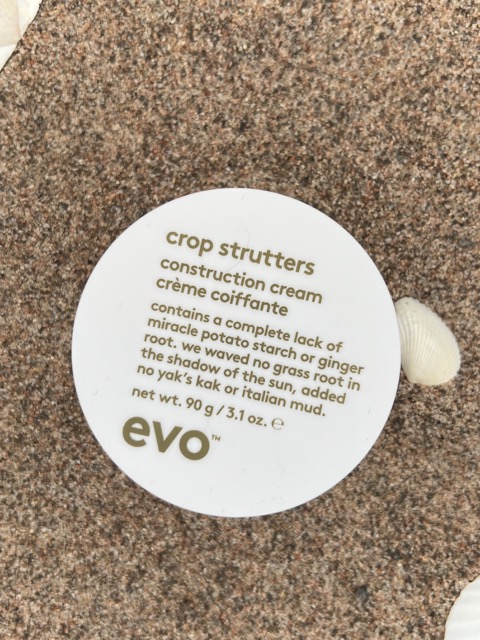 crop strutters
construction cream
crème coiffante
contains a complete lack of
miracle potato starch or ginger
root. we waved no grass root in
the shadow of the sun, added
no yak's kak or italian mud.
net wt. 90 g / 3.1 oz. ℮
evo™